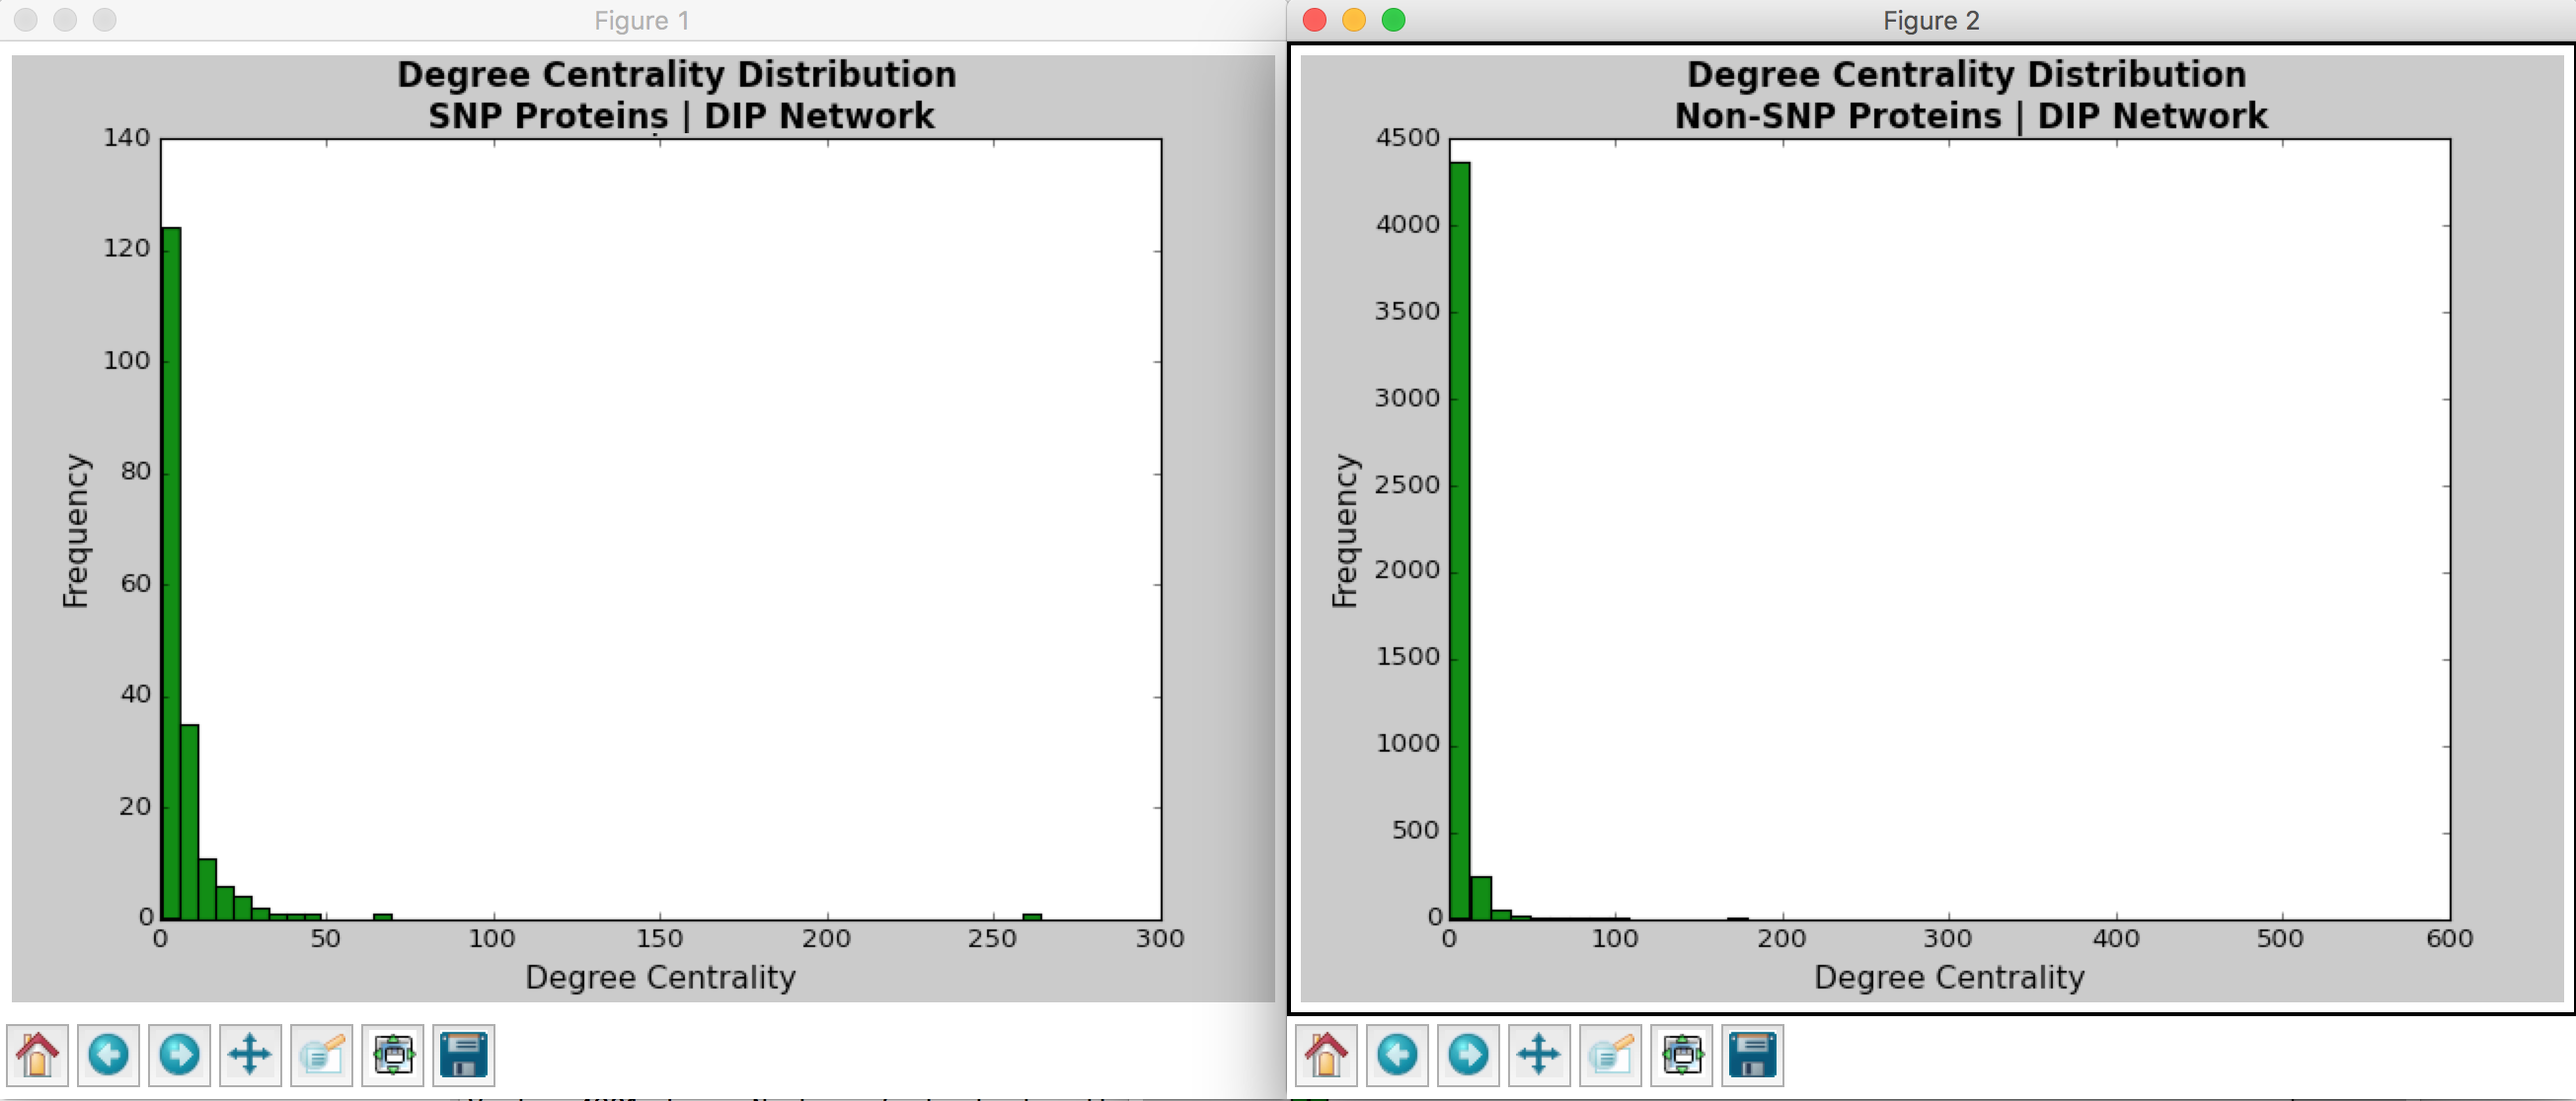 Figure 1
Degree Centrality Distribution
SNP Proteins | DIP Network
140
120
100
80
60
40
20
0
Frequency
0 50 100 150 200 250 300
Degree Centrality
Figure 2
Degree Centrality Distribution
Non-SNP Proteins | DIP Network
4500
4000
3500
3000
2500
2000
1500
1000
500
0
Frequency
0 100 200 300 400 500 600
Degree Centrality